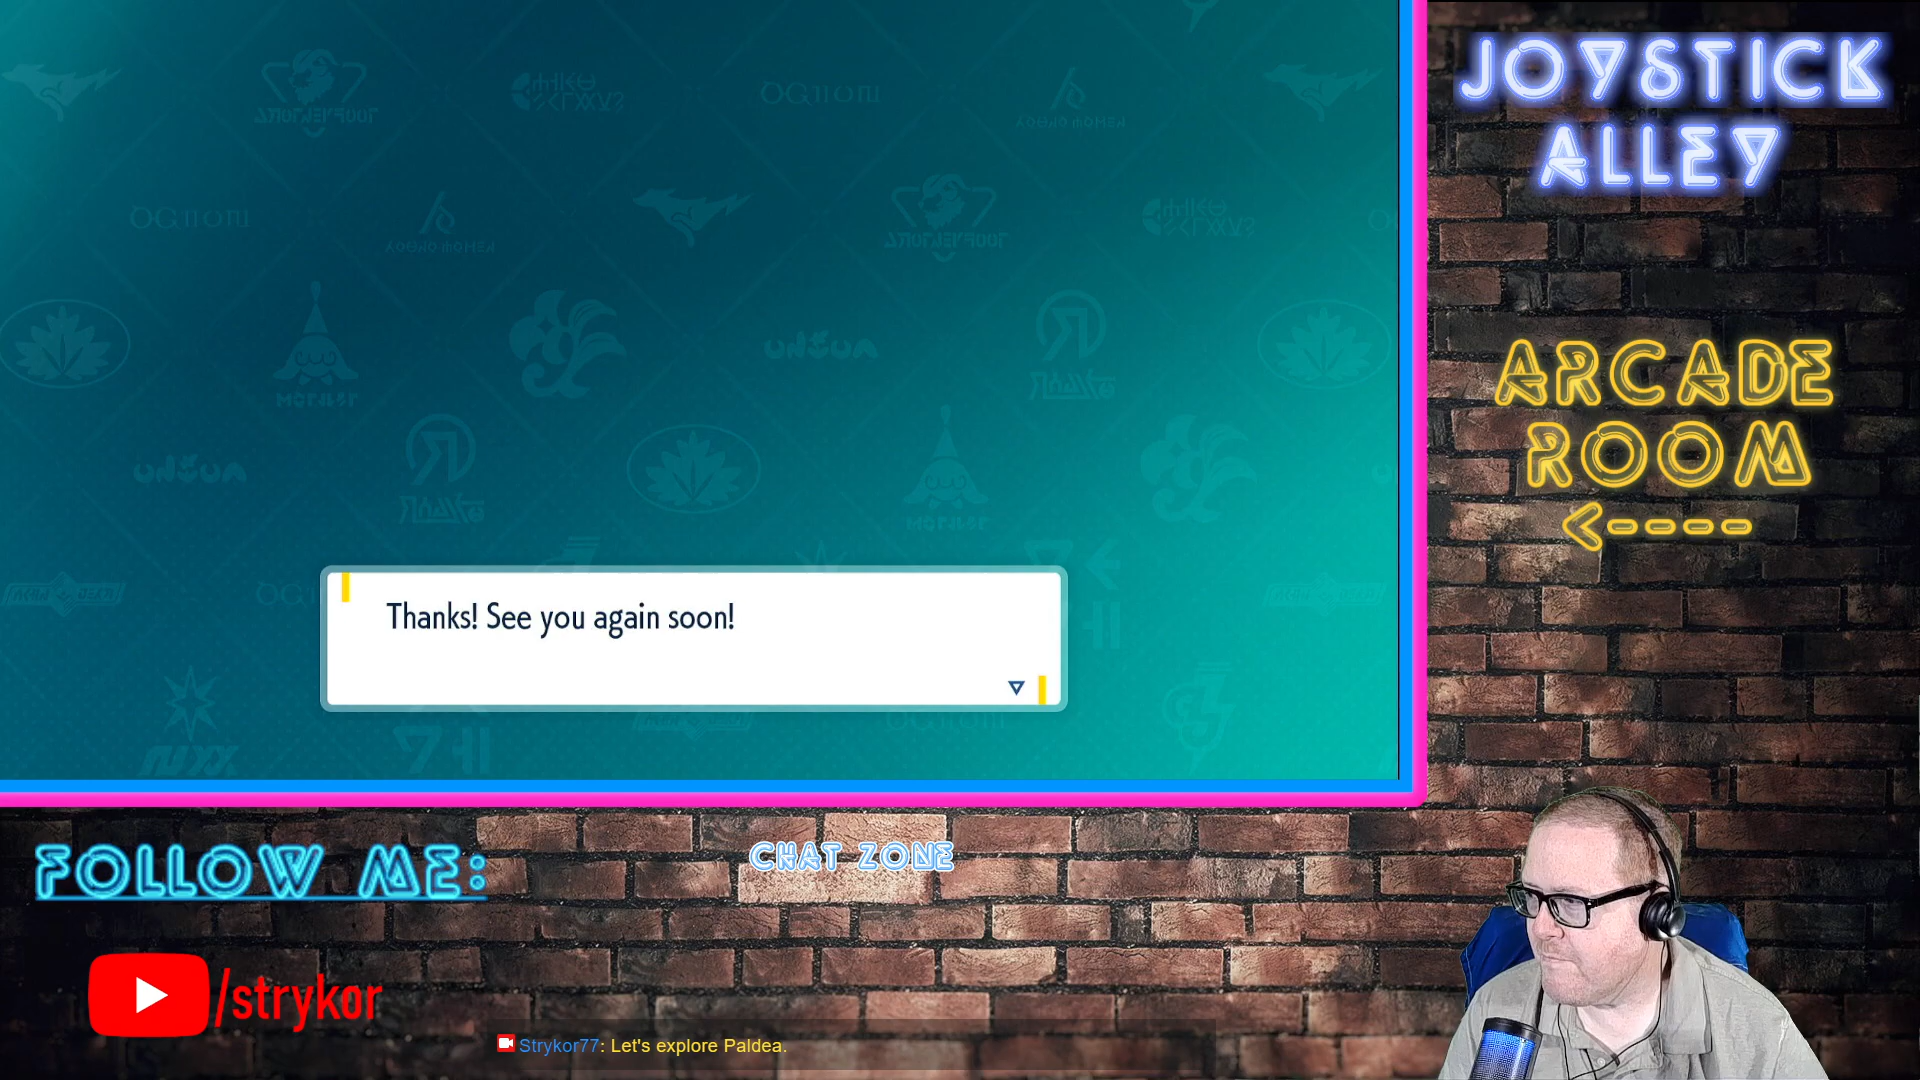 JOYSTICK
ALLEY
ARCADE
ROOM
<----
Thanks! See you again soon!
FOLLOW ME:
CHAT ZONE
/strykor
Strykor77: Let's explore Paldea.